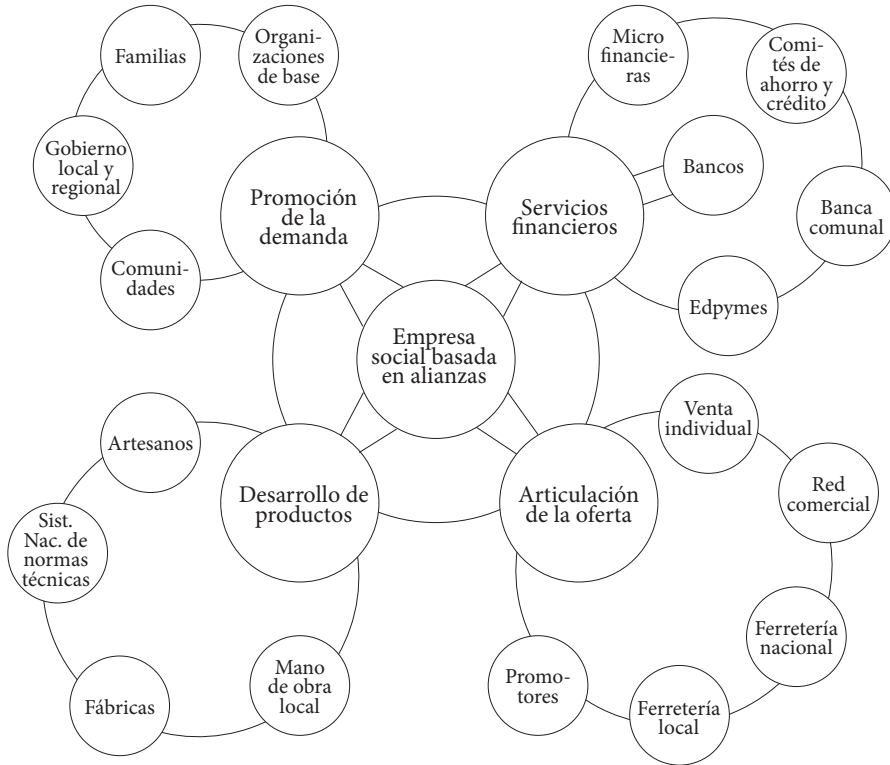 Familias
Organi-
zaciones
de base
Gobierno
local y
regional
Comuni-
dades
Promoción
de la
demanda
Micro
financie-
ras
Comi-
tés de
ahorro y
crédito
Bancos
Banca
comunal
Edpymes
Servicios
financieros
Empresa
social basada
en alianzas
Artesanos
Sist.
Nac. de
normas
técnicas
Fábricas
Mano
de obra
local
Desarrollo de
productos
Articulación
de la oferta
Venta
individual
Red
comercial
Ferretería
nacional
Ferretería
local
Promo-
tores